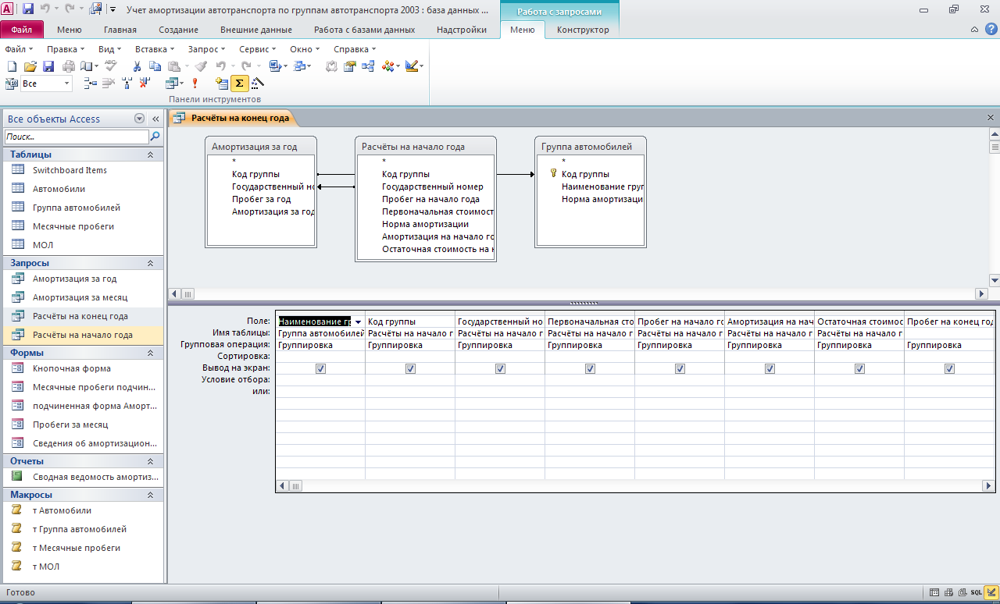 Учет амортизации автотранспорта по группам автотранспорта 2003 : база данных ...
Работа с запросами
Файл Меню Главная Создание Внешние данные Работа с базами данных Надстройки Меню Конструктор
Файл Правка Вид Вставка Запрос Сервис Окно Справка
Все
Панели инструментов
Все объекты Access
Поиск...
Таблицы
Switchboard Items
Автомобили
Группа автомобилей
Месячные пробеги
МОЛ
Запросы
Амортизация за год
Амортизация за месяц
Расчёты на конец года
Расчёты на начало года
Формы
Кнопочная форма
Месячные пробеги подчин...
подчиненная форма Аморт...
Пробеги за месяц
Сведения об амортизацион...
Отчеты
Сводная ведомость амортиз...
Макросы
т Автомобили
т Группа автомобилей
т Месячные пробеги
т МОЛ
Расчёты на конец года
Амортизация за год
*
Код группы
Государственный но
Пробег за год
Амортизация за год
Расчёты на начало года
*
Код группы
Государственный номер
Пробег на начало года
Первоначальная стоимост
Норма амортизации
Амортизация на начало го
Остаточная стоимость на н
Группа автомобилей
*
Код группы
Наименование груп
Норма амортизаци
Поле: Наименование гр Код группы Государственный но Первоначальная сто Пробег на начало го Амортизация на нач Остаточная стоимос Пробег на конец год
Имя таблицы: Группа автомобилей Расчёты на начало г Расчёты на начало г Расчёты на начало г Расчёты на начало г Расчёты на начало г Расчёты на начало г
Групповая операция: Группировка Группировка Группировка Группировка Группировка Группировка Группировка Группировка
Сортировка:
Вывод на экран:
Условие отбора:
или:
Готово
SQL